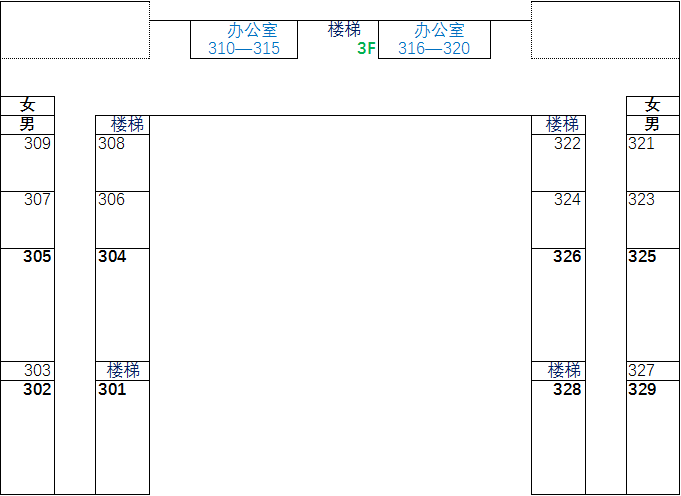 办公室 楼梯 办公室
310—315 3F 316—320
女 女
男 楼梯 楼梯 男
309 308 322 321
307 306 324 323
305 304 326 325
303 楼梯 楼梯 327
302 301 328 329